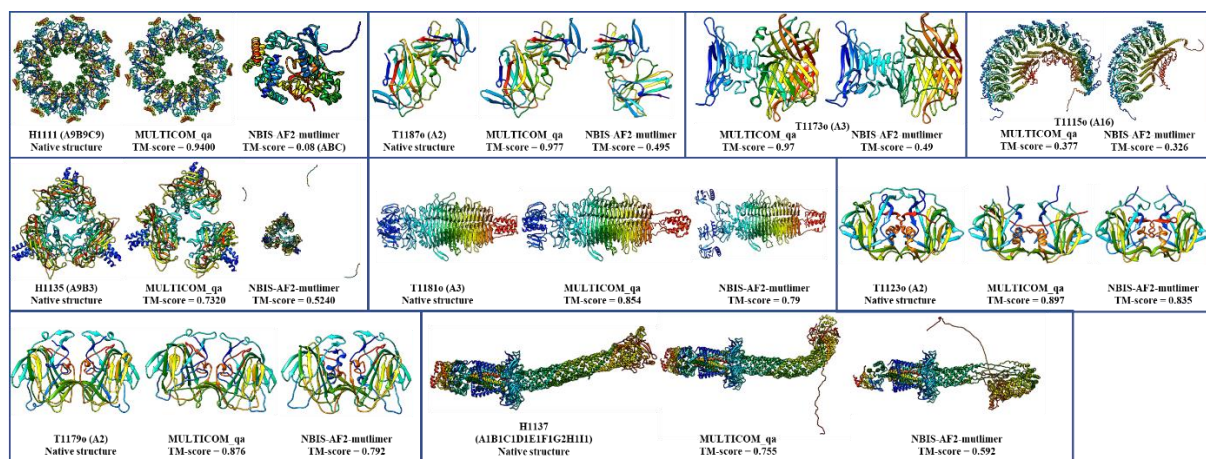 H1111 (A9B9C9)
Native structure
MULTICOM_qa
TM-score = 0.9400
NBIS AF2-mutlimer
TM-score = 0.08 (ABC)
T1187o (A2)
Native structure
MULTICOM_qa
TM-score = 0.977
NBIS AF2-mutlimer
TM-score = 0.495
T1173o (A3)
MULTICOM_qa
TM-score = 0.97
NBIS AF2-mutlimer
TM-score = 0.49
T1115o (A16)
MULTICOM_qa
TM-score = 0.377
NBIS AF2-mutlimer
TM-score = 0.326
H1135 (A9B3)
Native structure
MULTICOM_qa
TM-score = 0.7320
NBIS-AF2-mutlimer
TM-score = 0.5240
T1181o (A3)
Native structure
MULTICOM_qa
TM-score = 0.854
NBIS-AF2-mutlimer
TM-score = 0.79
T1123o (A2)
Native structure
MULTICOM_qa
TM-score = 0.897
NBIS-AF2-mutlimer
TM-score = 0.835
T1179o (A2)
Native structure
MULTICOM_qa
TM-score = 0.876
NBIS-AF2-mutlimer
TM-score = 0.792
H1137
(A1B1C1D1E1F1G2H1I1)
Native structure
MULTICOM_qa
TM-score = 0.755
NBIS-AF2-mutlimer
TM-score = 0.592